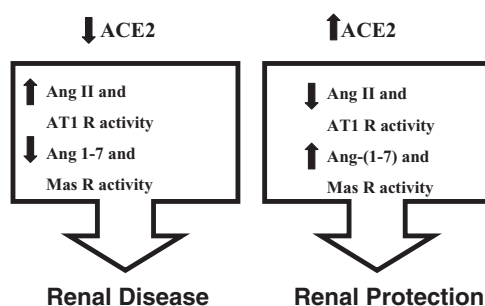 ACE2
Ang II and
AT1 R activity
Ang 1-7 and
Mas R activity
Renal Disease
ACE2
Ang II and
AT1 R activity
Ang-(1-7) and
Mas R activity
Renal Protection